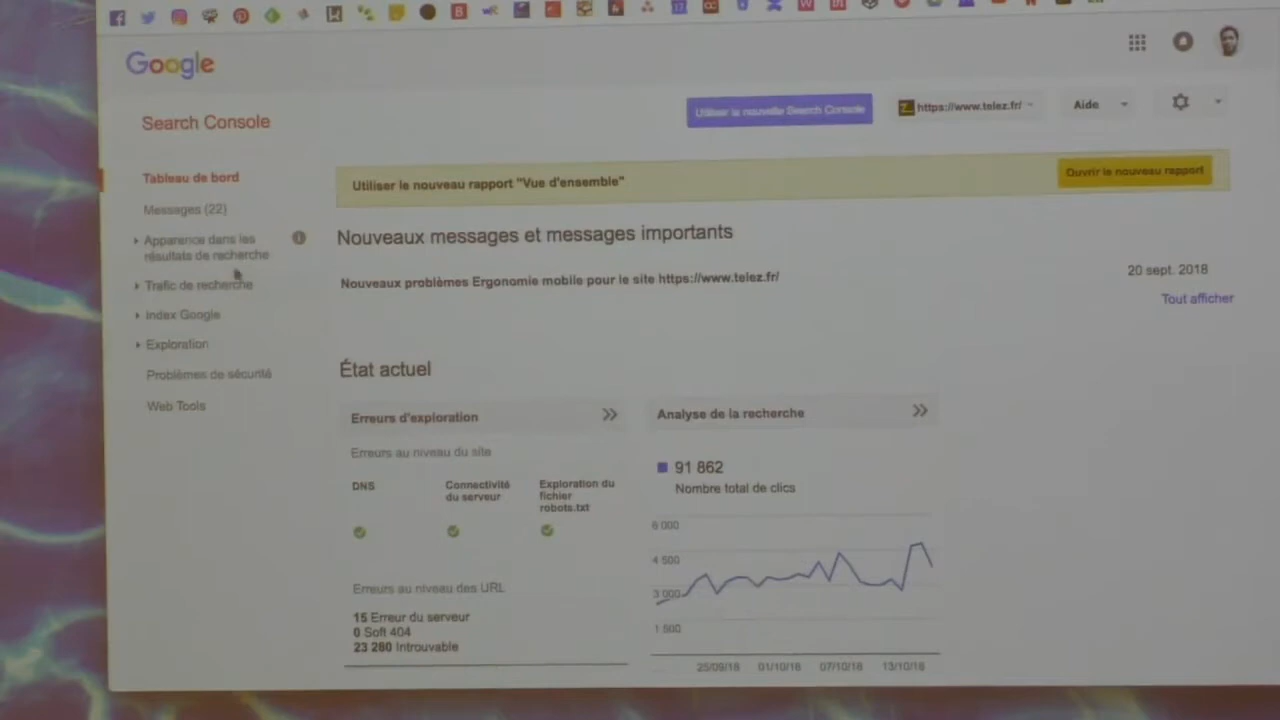 Google
Search Console
Utiliser la nouvelle Search Console
https://www.telez.fr/
Aide
Tableau de bord
Messages (22)
Apparence dans les
résultats de recherche
Trafic de recherche
Index Google
Exploration
Problèmes de sécurité
Web Tools
Utiliser le nouveau rapport "Vue d'ensemble"
Ouvrir le nouveau rapport
Nouveaux messages et messages importants
Nouveaux problèmes Ergonomie mobile pour le site https://www.telez.fr/
20 sept. 2018
Tout afficher
État actuel
Erreurs d'exploration
Erreurs au niveau du site
DNS
Connectivité
du serveur
Exploration du
fichier
robots.txt
Erreurs au niveau des URL
15 Erreur du serveur
0 Soft 404
23 280 Introuvable
Analyse de la recherche
91 862
Nombre total de clics
6 000
4 500
3 000
1 500
25/09/18 01/10/18 07/10/18 13/10/18